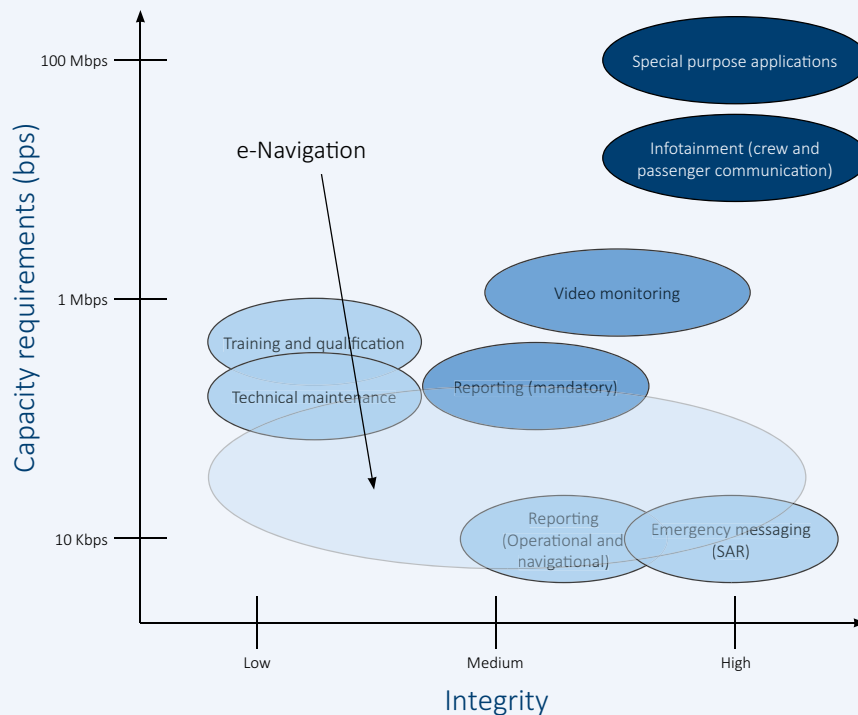 100 Mbps
Special purpose applications
e-Navigation
Infotainment (crew and
passenger communication)
Capacity requirements (bps)
1 Mbps
Video monitoring
Training and qualification
Technical maintenance
Reporting (mandatory)
10 Kbps
Reporting
(Operational and
navigational)
Emergency messaging
(SAR)
Low
Medium
High
Integrity